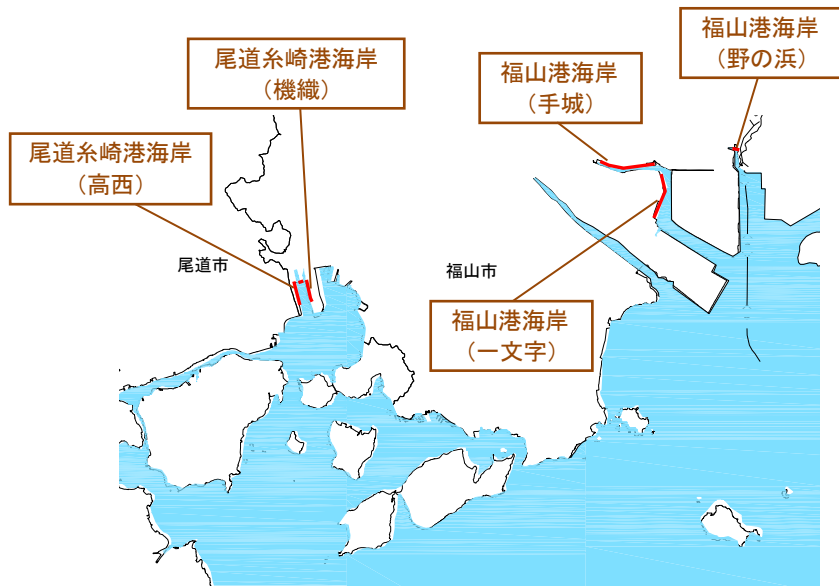 福山港海岸
（野の浜）
尾道糸崎港海岸
（機織）
福山港海岸
（手城）
尾道糸崎港海岸
（高西）
尾道市
福山市
福山港海岸
（一文字）